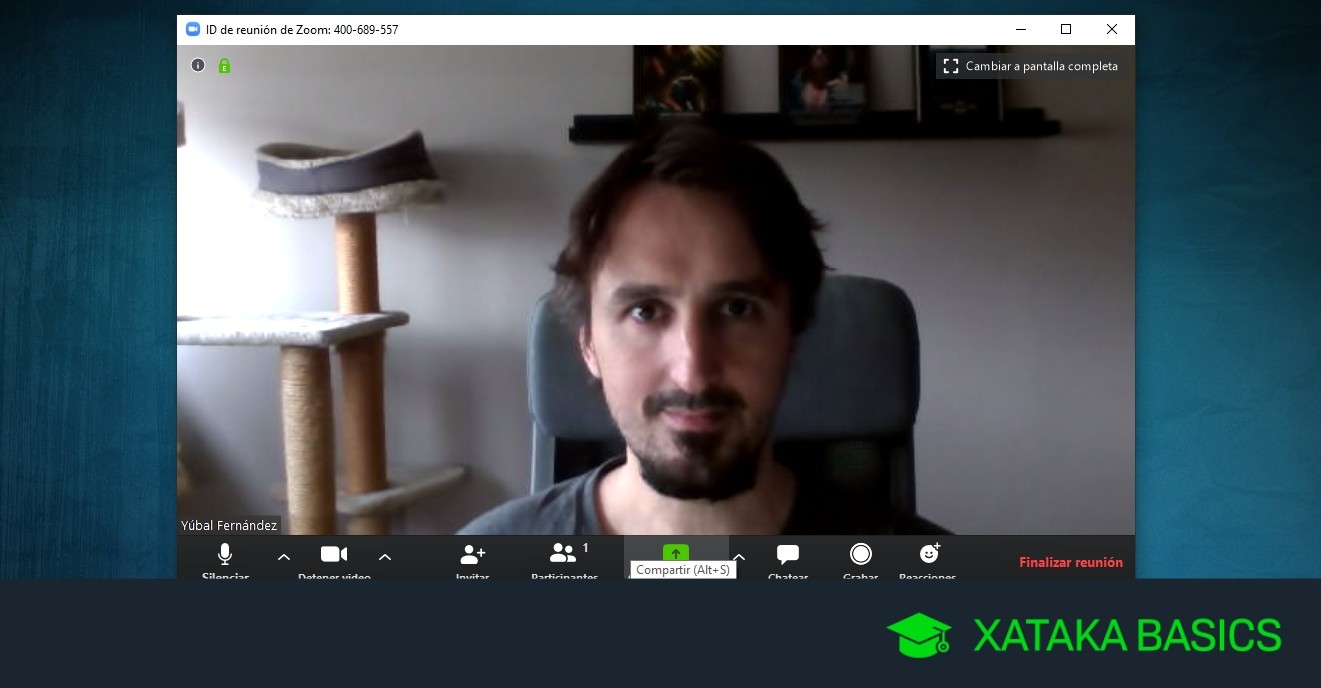 ID de reunión de Zoom: 400-689-557
Cambiar a pantalla completa
Yúbal Fernández
1
Silenciar
Detener vídeo
Invitar
Participantes
Compartir (Alt+S)
Chatear
Grabar
Reacciones
Finalizar reunión
XATAKA BASICS